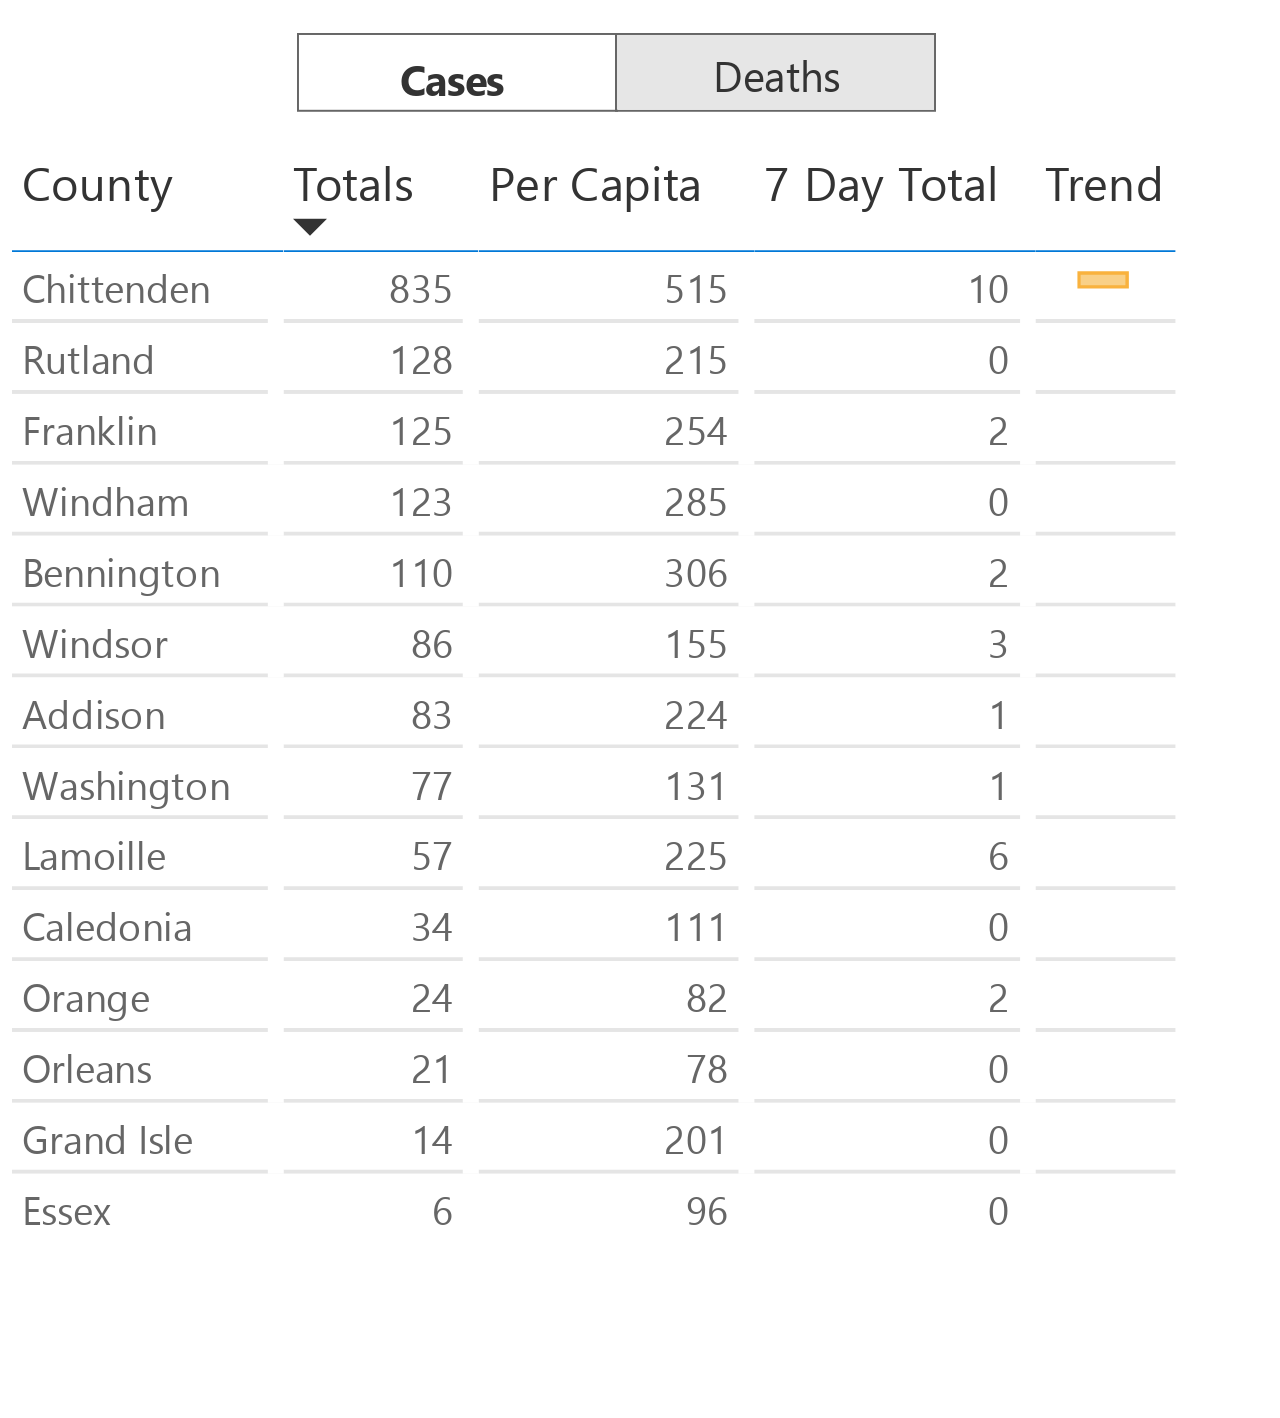 Cases Deaths
County Totals Per Capita 7 Day Total Trend
Chittenden 835 515 10
Rutland 128 215 0
Franklin 125 254 2
Windham 123 285 0
Bennington 110 306 2
Windsor 86 155 3
Addison 83 224 1
Washington 77 131 1
Lamoille 57 225 6
Caledonia 34 111 0
Orange 24 82 2
Orleans 21 78 0
Grand Isle 14 201 0
Essex 6 96 0